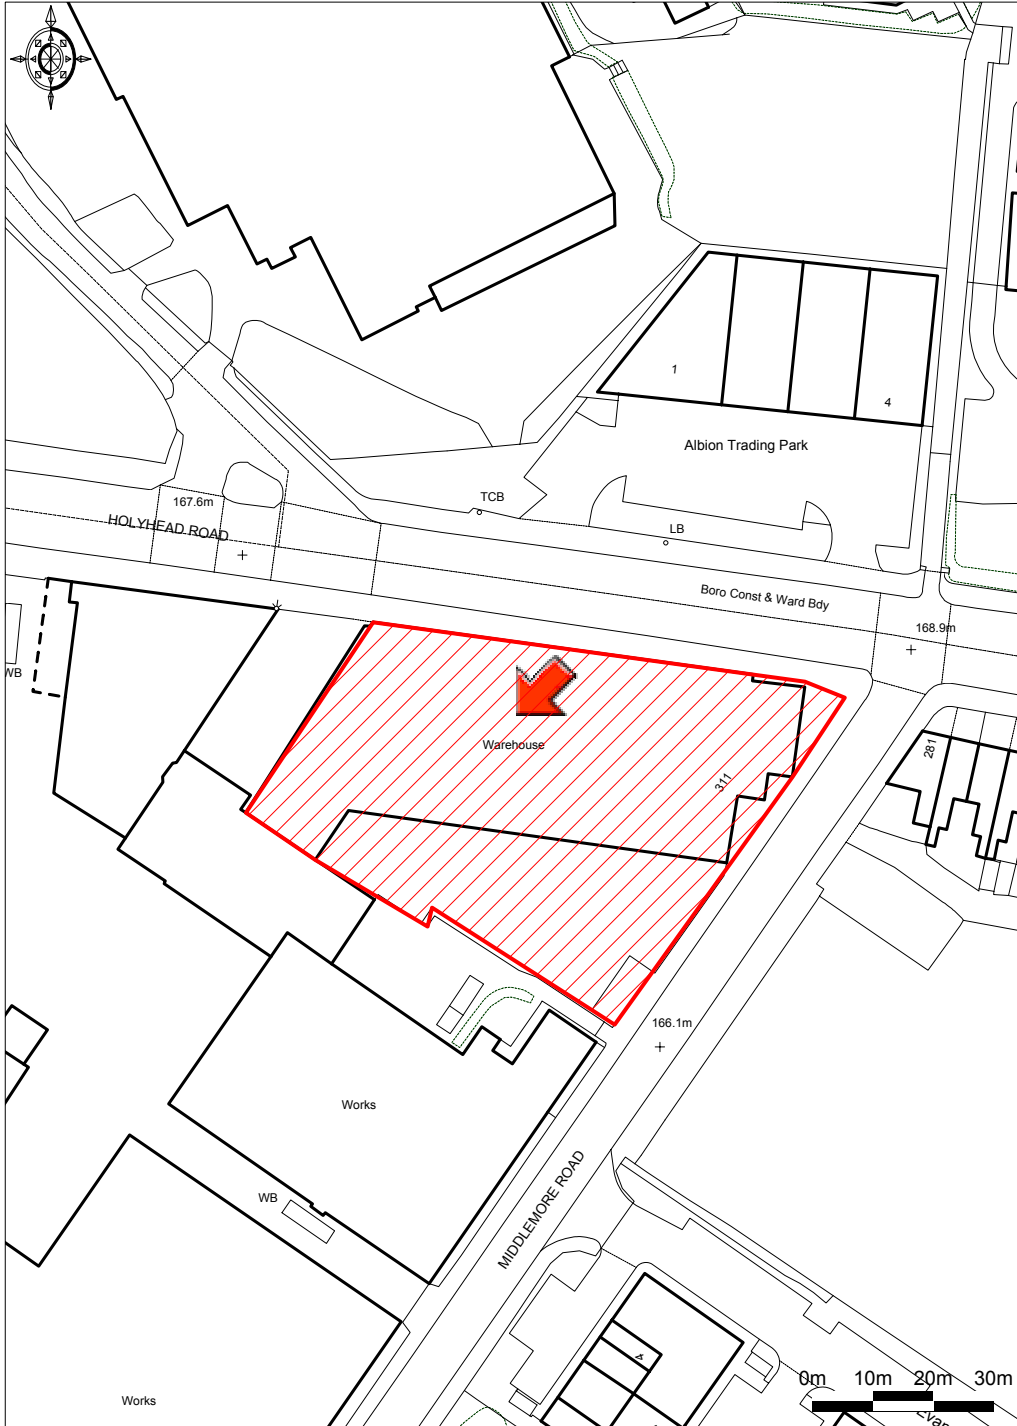 1
4
Albion Trading Park
TCB
167.6m
HOLYHEAD ROAD
LB
Boro Const & Ward Bdy
168.9m
WB
Warehouse
311
281
166.1m
Works
MIDDLEMORE ROAD
WB
4
Works
0m 10m 20m 30m